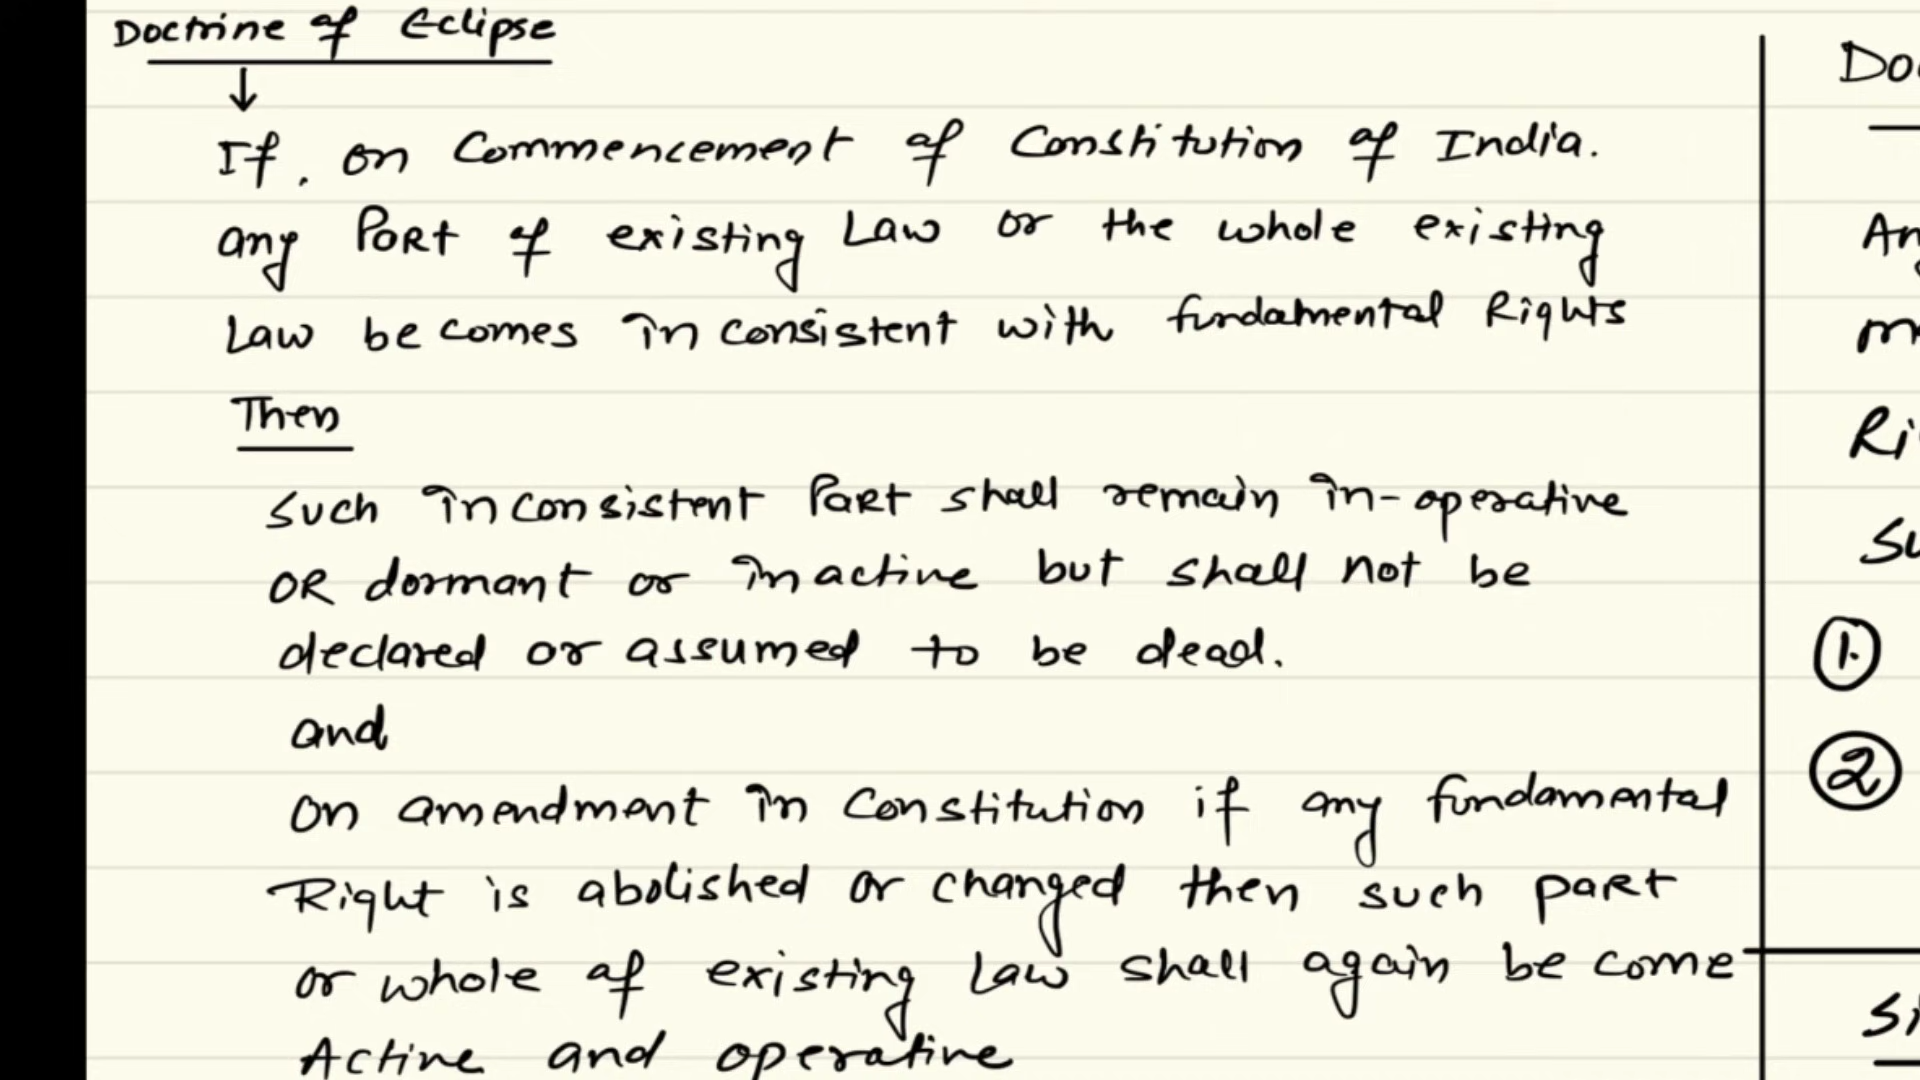 Doctrine of Eclipse
↓
If. on Commencement of Constitution of India.
any Part of existing Law or the whole existing
Law becomes inconsistent with fundamental Rights
Then
Such inconsistent Part shall remain in-operative
OR dormant or inactive but shall not be
declared or assumed to be dead.
and
on amendment in Constitution if any fundamental
Right is abolished or changed then such part
or whole of existing Law shall again become
Active and operative
Ri
Su
1.
2
Si